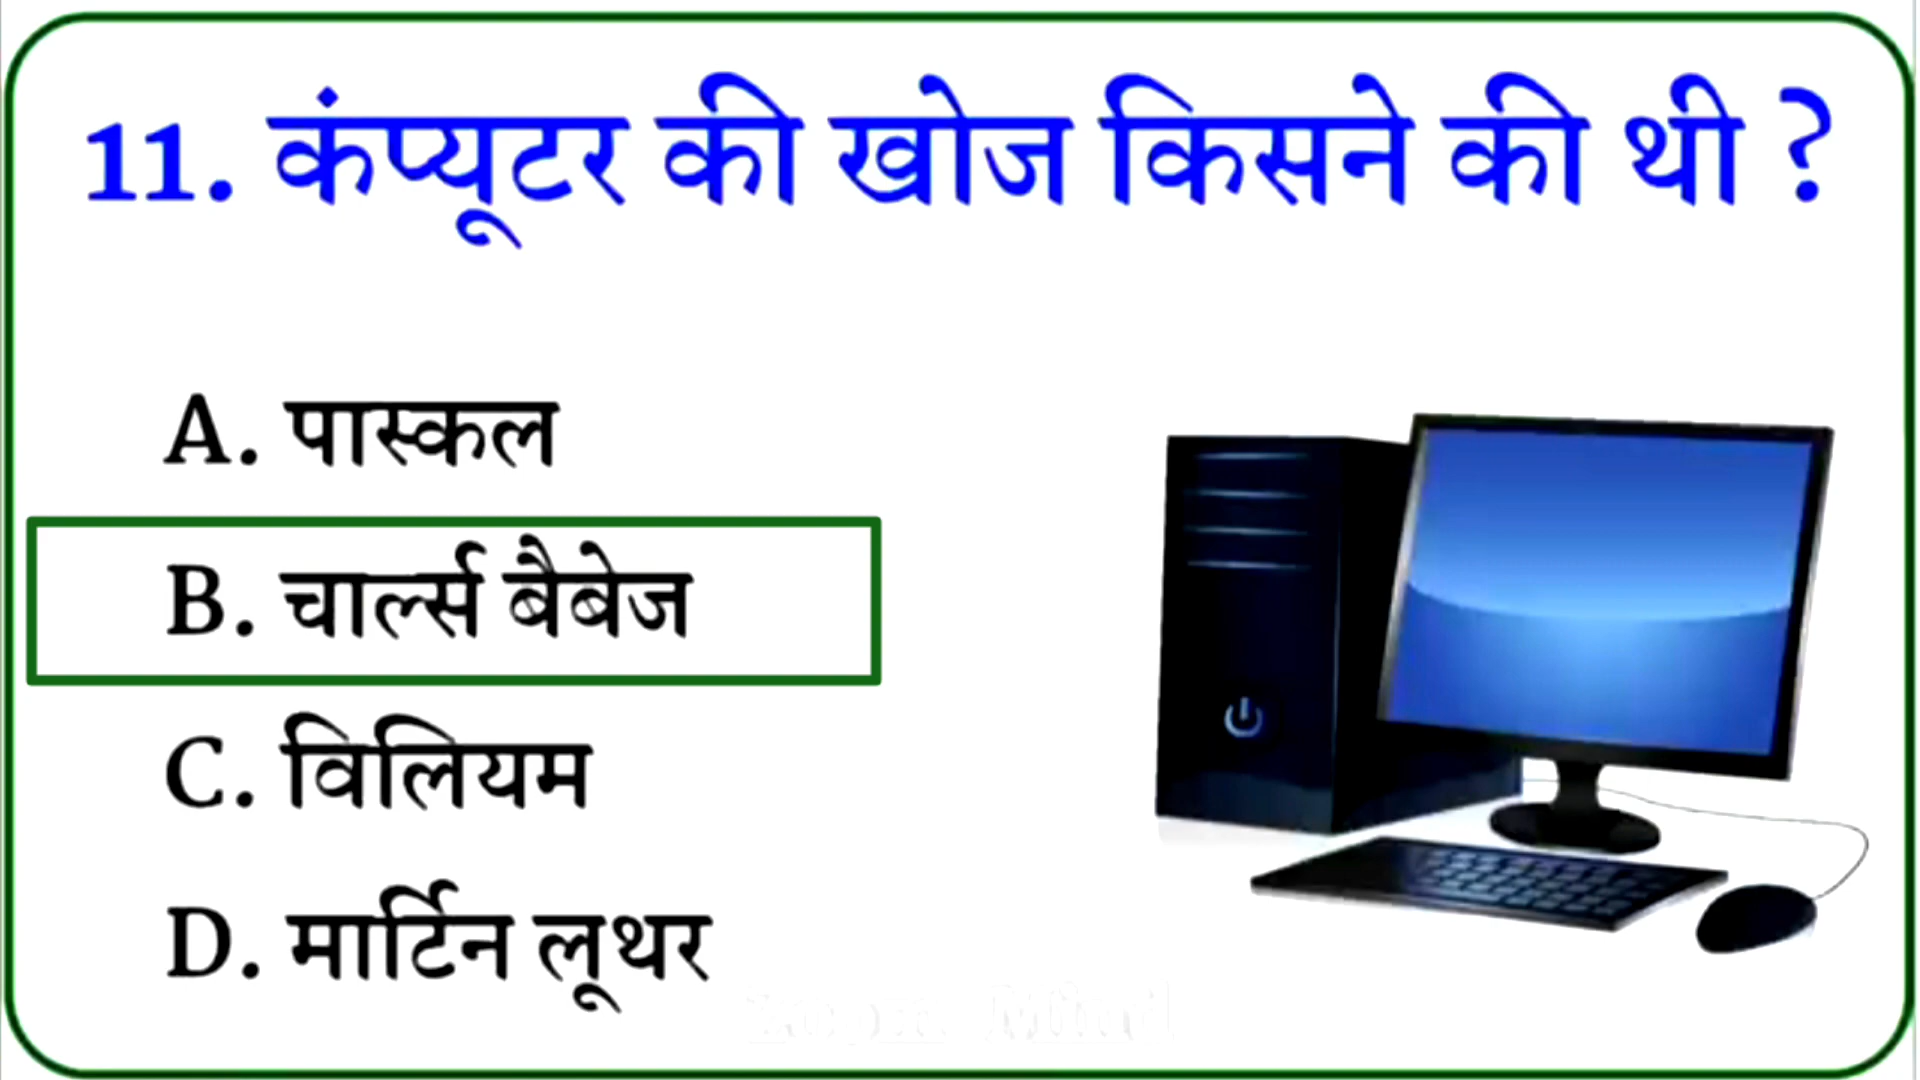 11. कंप्यूटर की खोज किसने की थी ?
A. पास्कल
B. चार्ल्स बैबेज
C. विलियम
D. मार्टिन लूथर